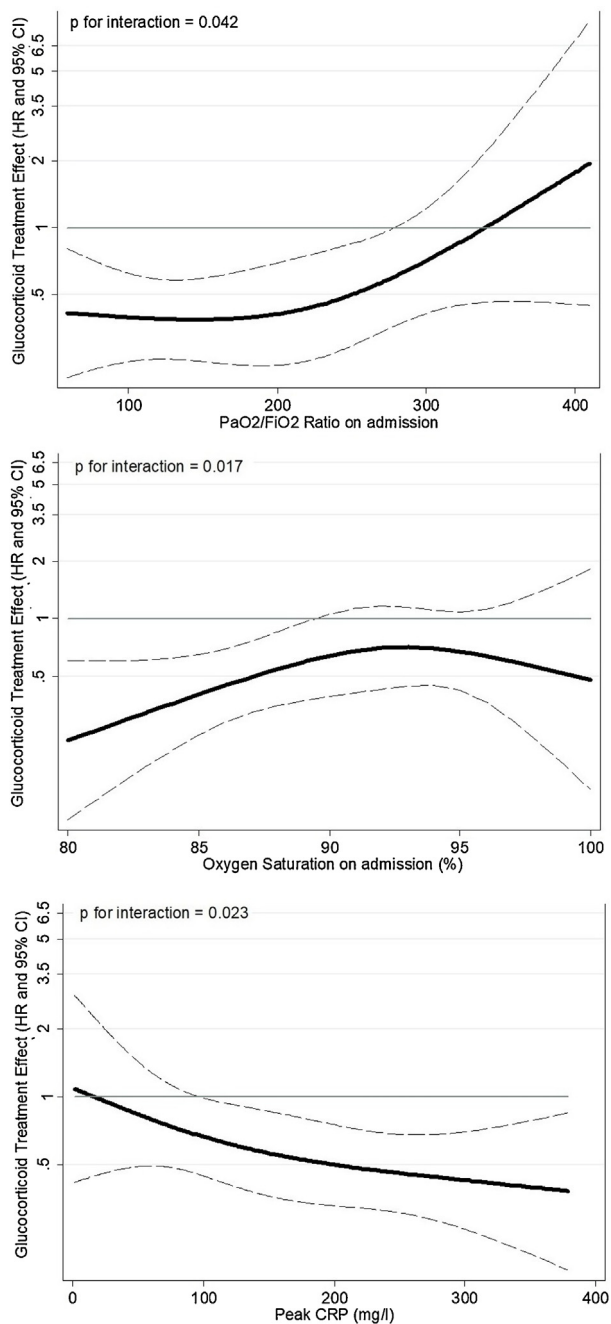 p for interaction = 0.042
Glucocorticoid Treatment Effect (HR and 95% CI)
6.5
5
3.5
2
1
.5
100 200 300 400
PaO2/FiO2 Ratio on admission
p for interaction = 0.017
Glucocorticoid Treatment Effect (HR and 95% CI)
6.5
5
3.5
2
1
.5
80 85 90 95 100
Oxygen Saturation on admission (%)
p for interaction = 0.023
Glucocorticoid Treatment Effect (HR and 95% CI)
6.5
5
3.5
2
1
.5
0 100 200 300 400
Peak CRP (mg/l)